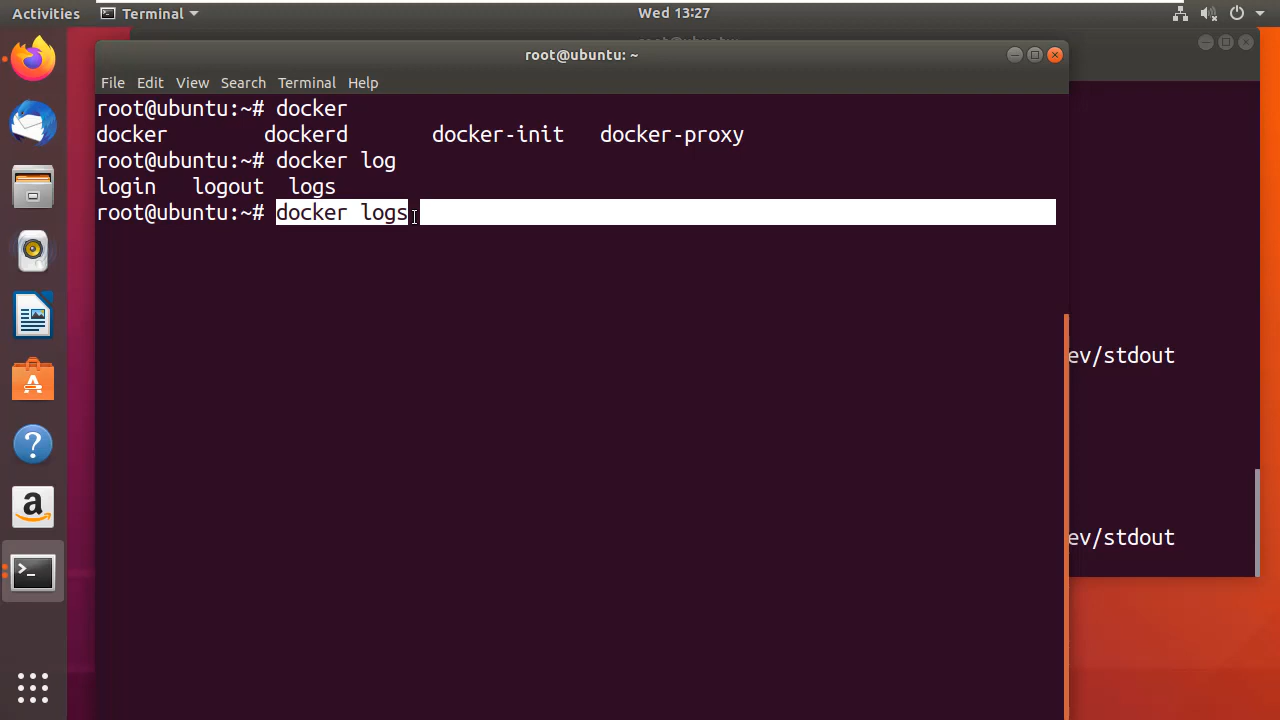 Activities Terminal Wed 13:27
root@ubuntu: ~
File Edit View Search Terminal Help
root@ubuntu:~# docker
docker dockerd docker-init docker-proxy
root@ubuntu:~# docker log
login logout logs
root@ubuntu:~# docker logs
ev/stdout
ev/stdout